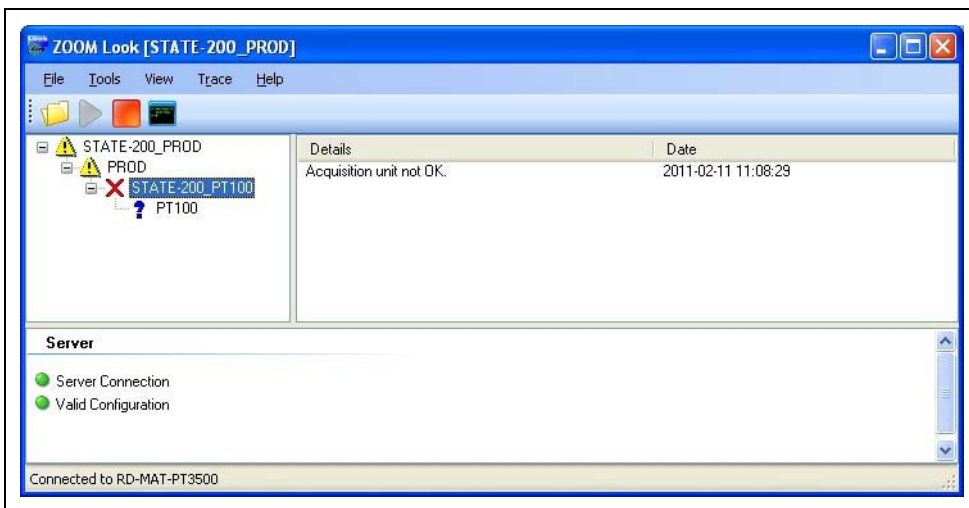 ZOOM Look [STATE-200_PROD]
File Tools View Trace Help
STATE-200_PROD
PROD
STATE-200_PT100
PT100
Details Date
Acquisition unit not OK. 2011-02-11 11:08:29
Server
Server Connection
Valid Configuration
Connected to RD-MAT-PT3500